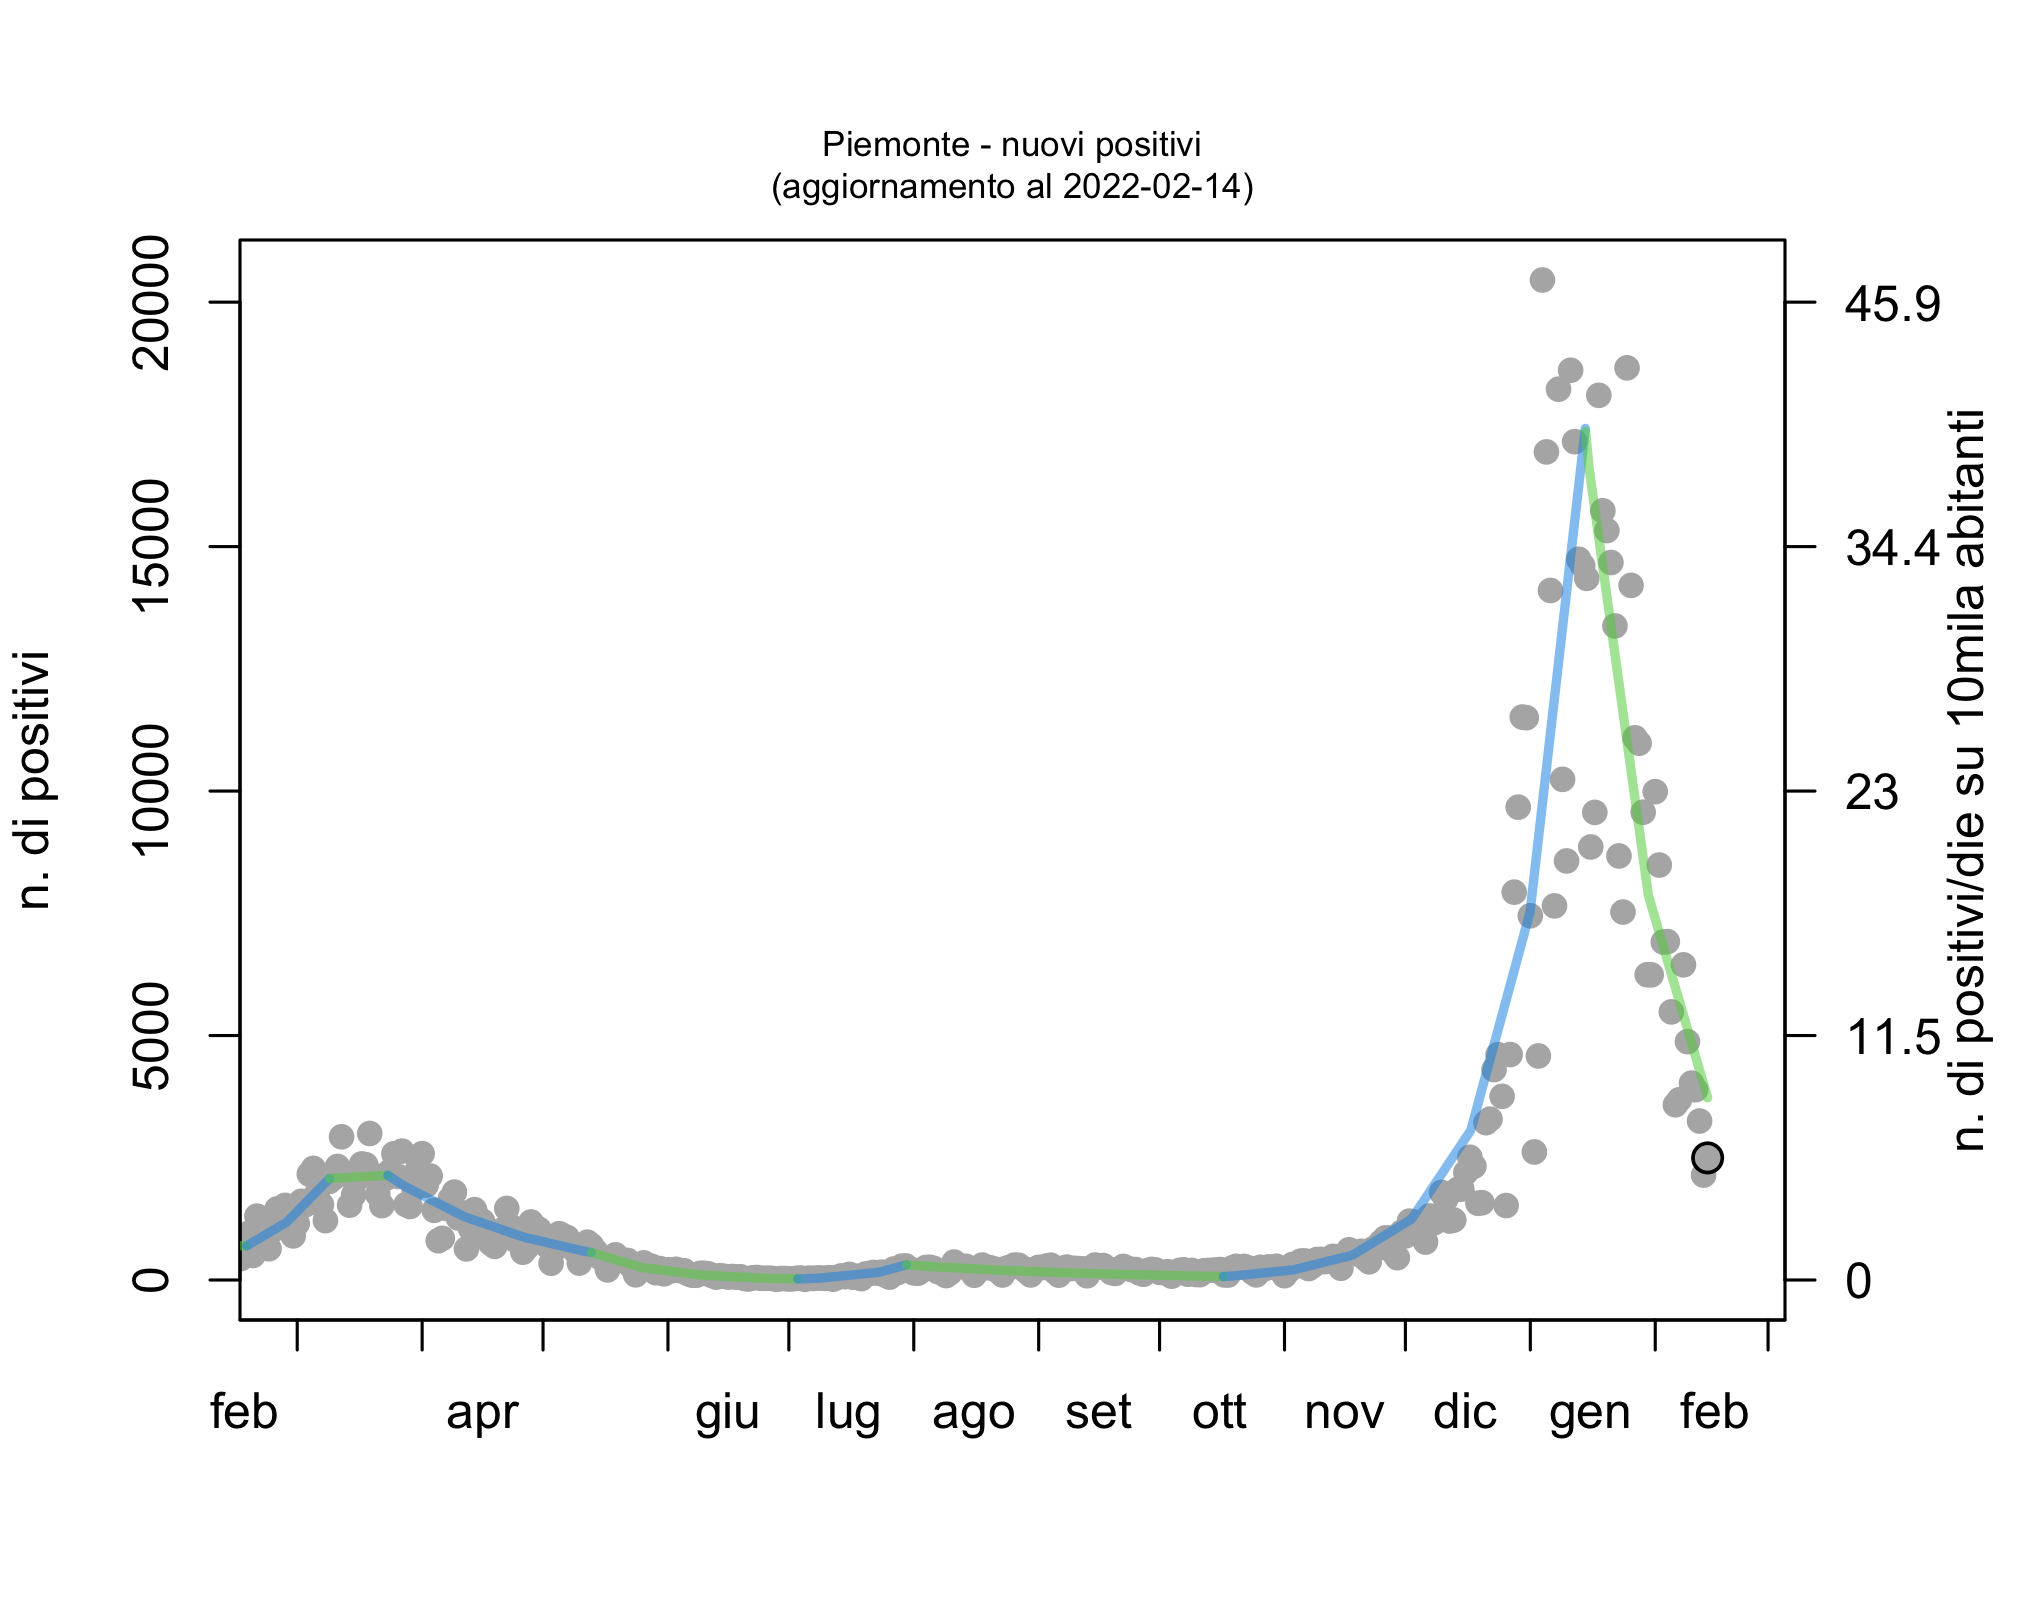 Piemonte - nuovi positivi
(aggiornamento al 2022-02-14)
n. di positivi
20000
15000
10000
5000
0
45.9
34.4
23
11.5
0
n. di positivi/die su 10mila abitanti
feb apr giu lug ago set ott nov dic gen feb